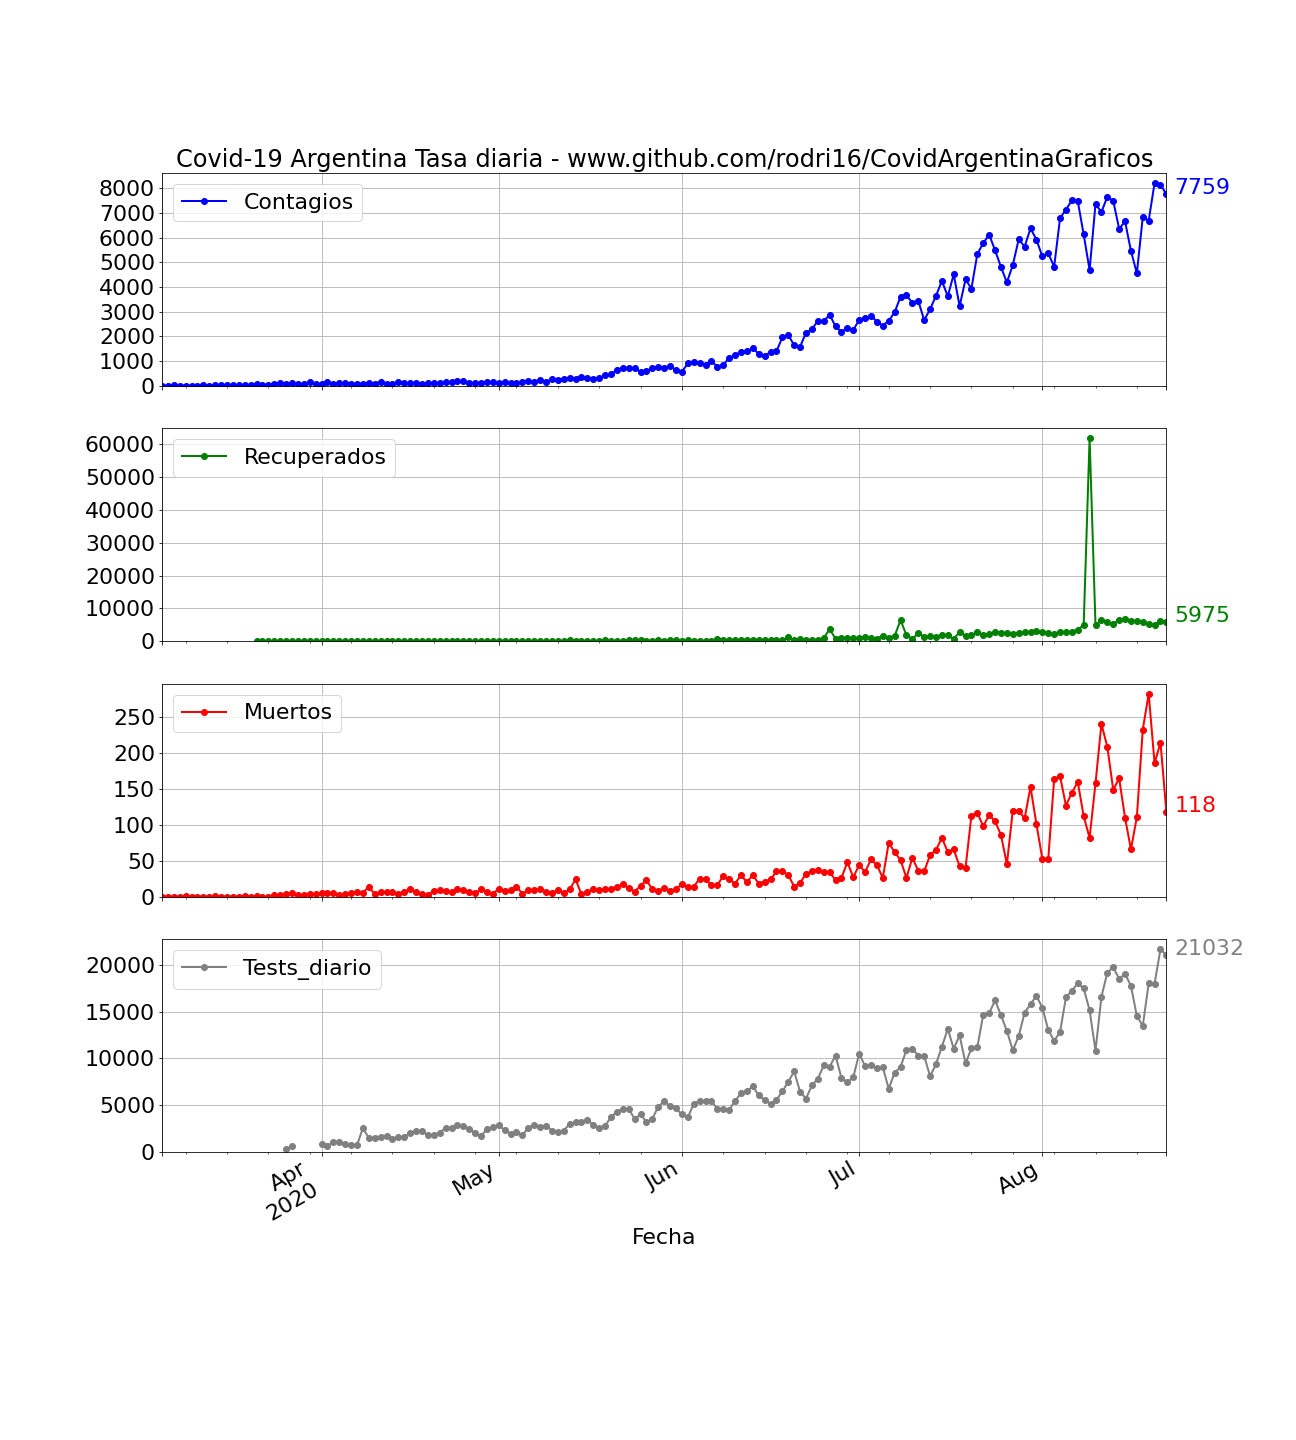 Covid-19 Argentina Tasa diaria - www.github.com/rodri16/CovidArgentinaGraficos
8000
7000
6000
5000
4000
3000
2000
1000
0
Contagios
7759
60000
50000
40000
30000
20000
10000
0
Recuperados
5975
250
200
150
100
50
0
Muertos
118
20000
15000
10000
5000
0
Tests_diario
21032
Apr
2020
May
Jun
Jul
Aug
Fecha